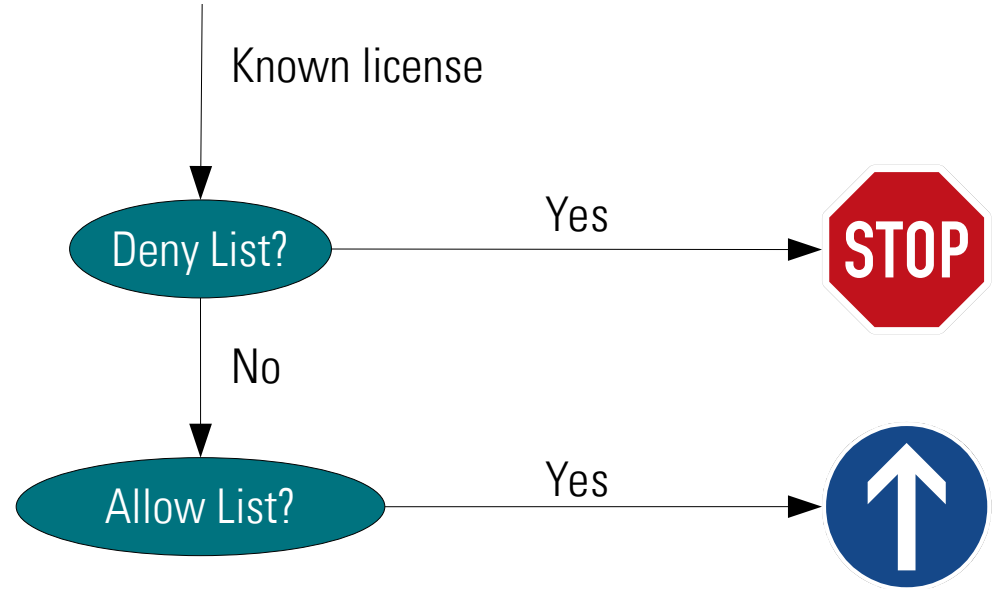 Known license
Deny List?
Yes
STOP
No
Allow List?
Yes